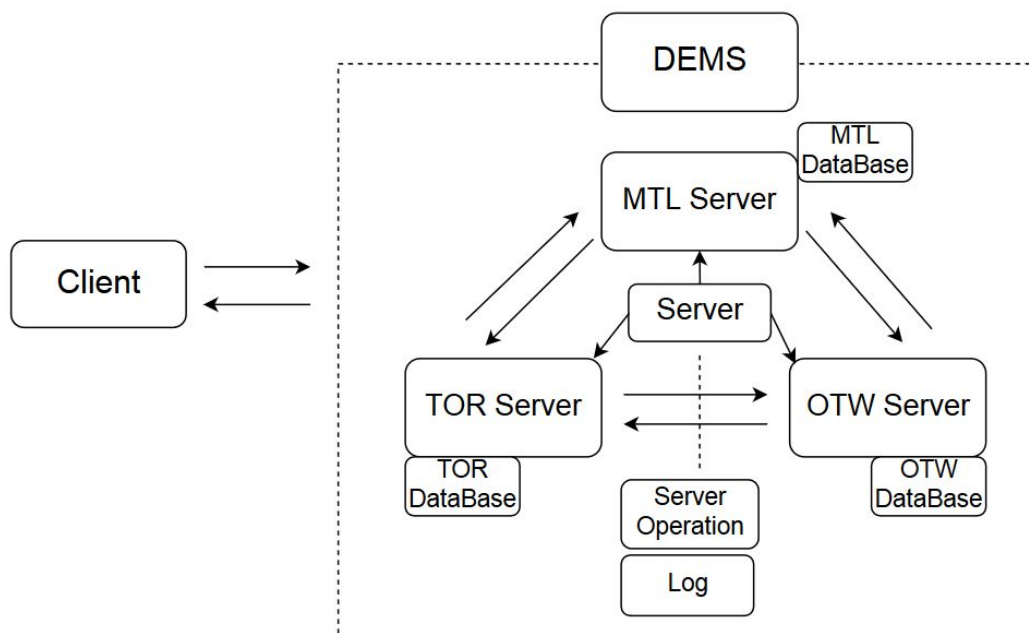 DEMS
MTL
DataBase
MTL Server
Client
Server
TOR Server
OTW Server
TOR
DataBase
OTW
DataBase
Server
Operation
Log